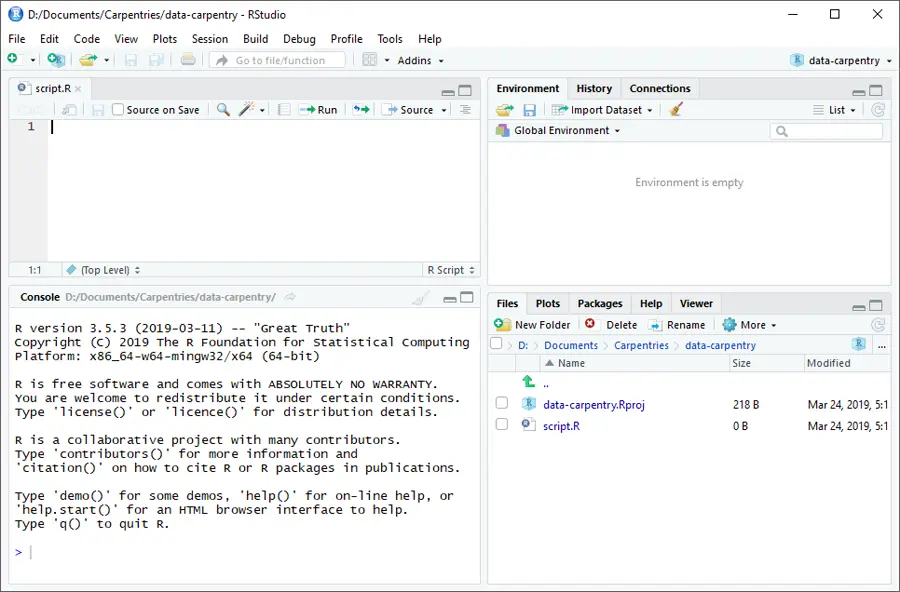 D:/Documents/Carpentries/data-carpentry - RStudio
File Edit Code View Plots Session Build Debug Profile Tools Help
Go to file/function Addins data-carpentry
script.R
Source on Save Run Source
1
1:1 (Top Level) R Script
Console D:/Documents/Carpentries/data-carpentry/
R version 3.5.3 (2019-03-11) -- "Great Truth"
Copyright (C) 2019 The R Foundation for Statistical Computing
Platform: x86_64-w64-mingw32/x64 (64-bit)
R is free software and comes with ABSOLUTELY NO WARRANTY.
You are welcome to redistribute it under certain conditions.
Type 'license()' or 'licence()' for distribution details.
R is a collaborative project with many contributors.
Type 'contributors()' for more information and
'citation()' on how to cite R or R packages in publications.
Type 'demo()' for some demos, 'help()' for on-line help, or
'help.start()' for an HTML browser interface to help.
Type 'q()' to quit R.
>
Environment History Connections
Import Dataset List
Global Environment
Environment is empty
Files Plots Packages Help Viewer
New Folder Delete Rename More
D: Documents Carpentries data-carpentry ...
Name Size Modified
..
data-carpentry.Rproj 218 B Mar 24, 2019, 5:1
script.R 0 B Mar 24, 2019, 5:1